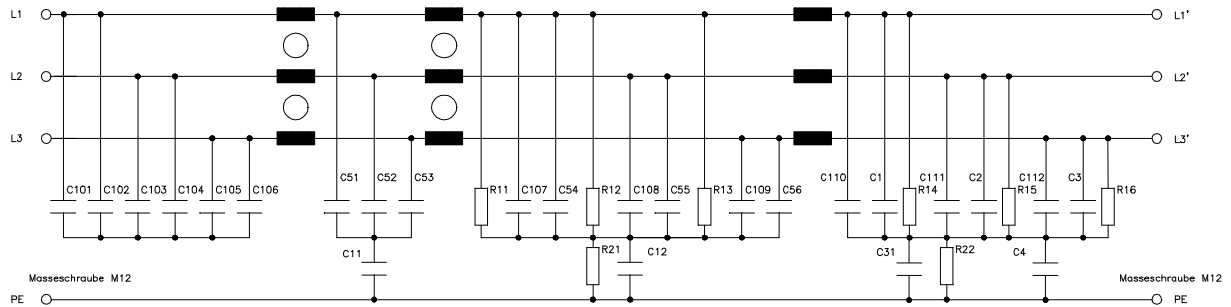 L1 L1'
L2 L2'
L3 L3'
C101 C102 C103 C104 C105 C106 C51 C52 C53 R11 C107 C54 R12 C108 C55 R13 C109 C56 C110 C1 R14 C111 C2 R15 C112 C3 R16
C11 R21 C12 C31 R22 C4
Masseschraube M12 Masseschraube M12
PE PE